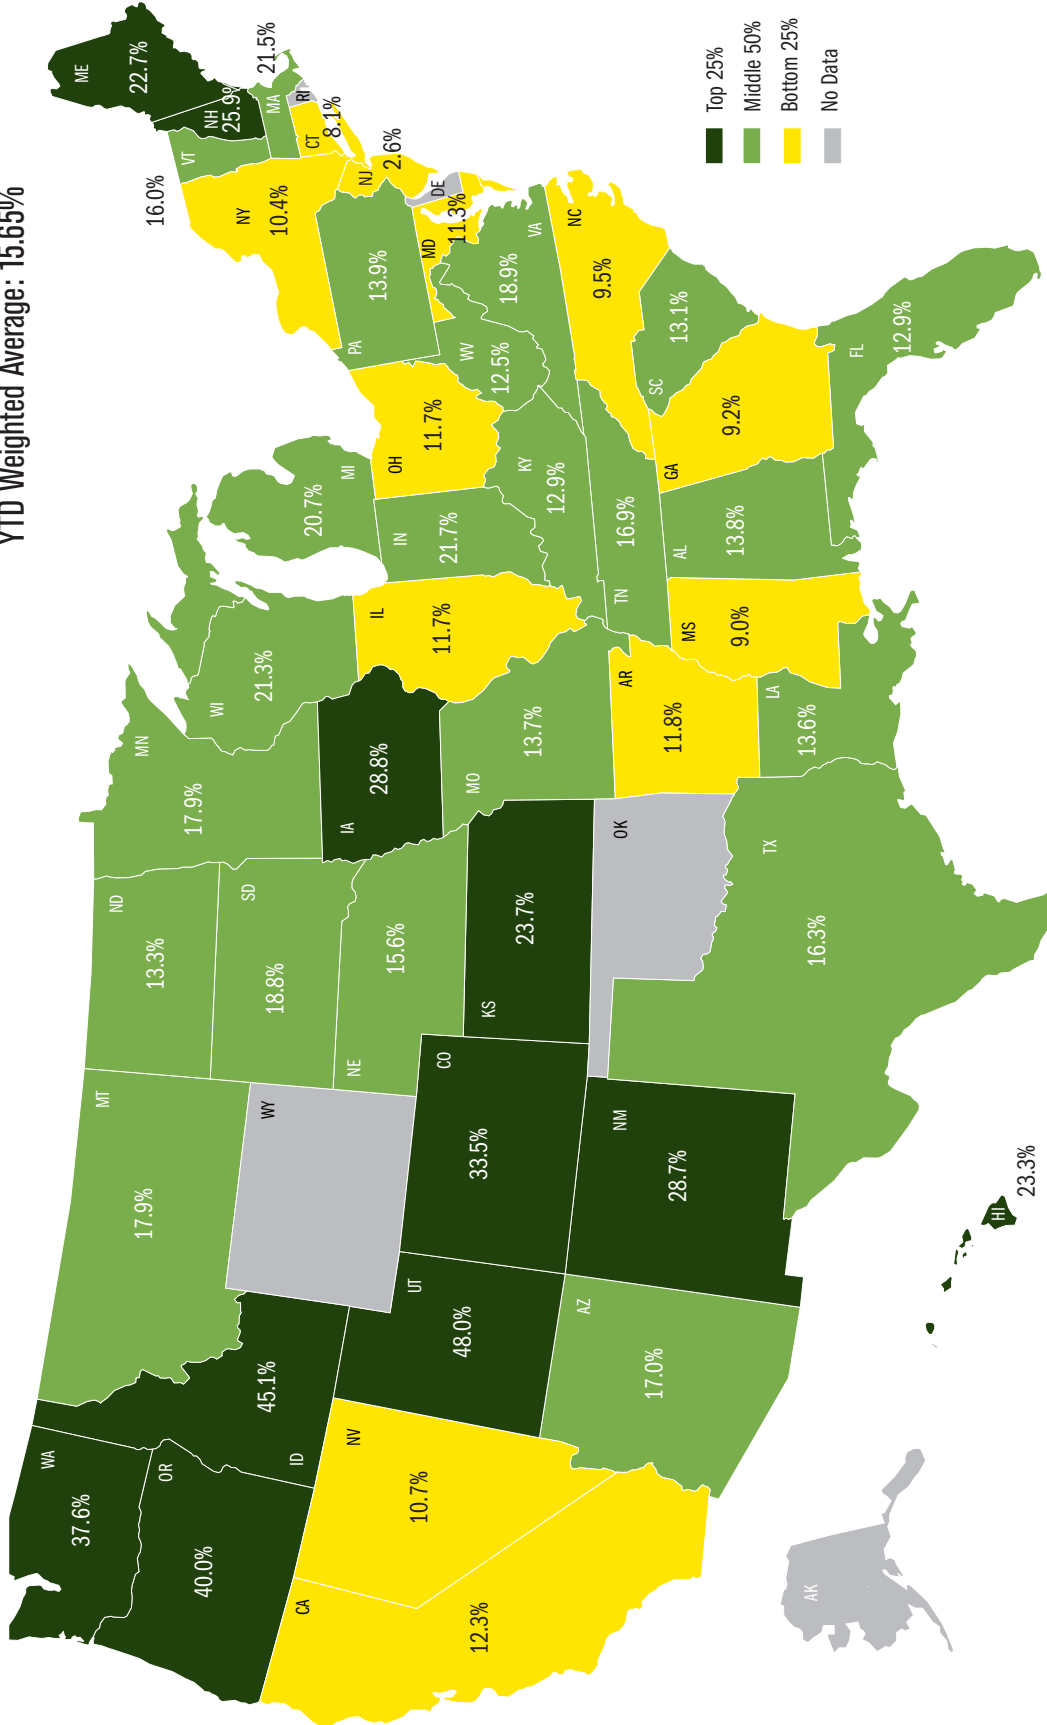 YTD Weighted Average: 15.65%
WA
37.6%
OR
40.0%
CA
12.3%
NV
10.7%
ID
45.1%
MT
17.9%
WY
UT
48.0%
AZ
17.0%
CO
33.5%
NM
28.7%
ND
13.3%
SD
18.8%
NE
15.6%
KS
23.7%
OK
TX
16.3%
MN
17.9%
IA
28.8%
MO
13.7%
AR
11.8%
LA
13.6%
WI
21.3%
IL
11.7%
MS
9.0%
MI
20.7%
IN
21.7%
KY
12.9%
TN
16.9%
AL
13.8%
OH
11.7%
GA
9.2%
FL
12.9%
SC
13.1%
NC
9.5%
VA
18.9%
WV
12.5%
PA
13.9%
NY
10.4%
VT
16.0%
NH
25.9%
ME
22.7%
MA
21.5%
RI
CT
8.1%
NJ
2.6%
DE
MD
11.3%
AK
HI
23.3%
Top 25%
Middle 50%
Bottom 25%
No Data